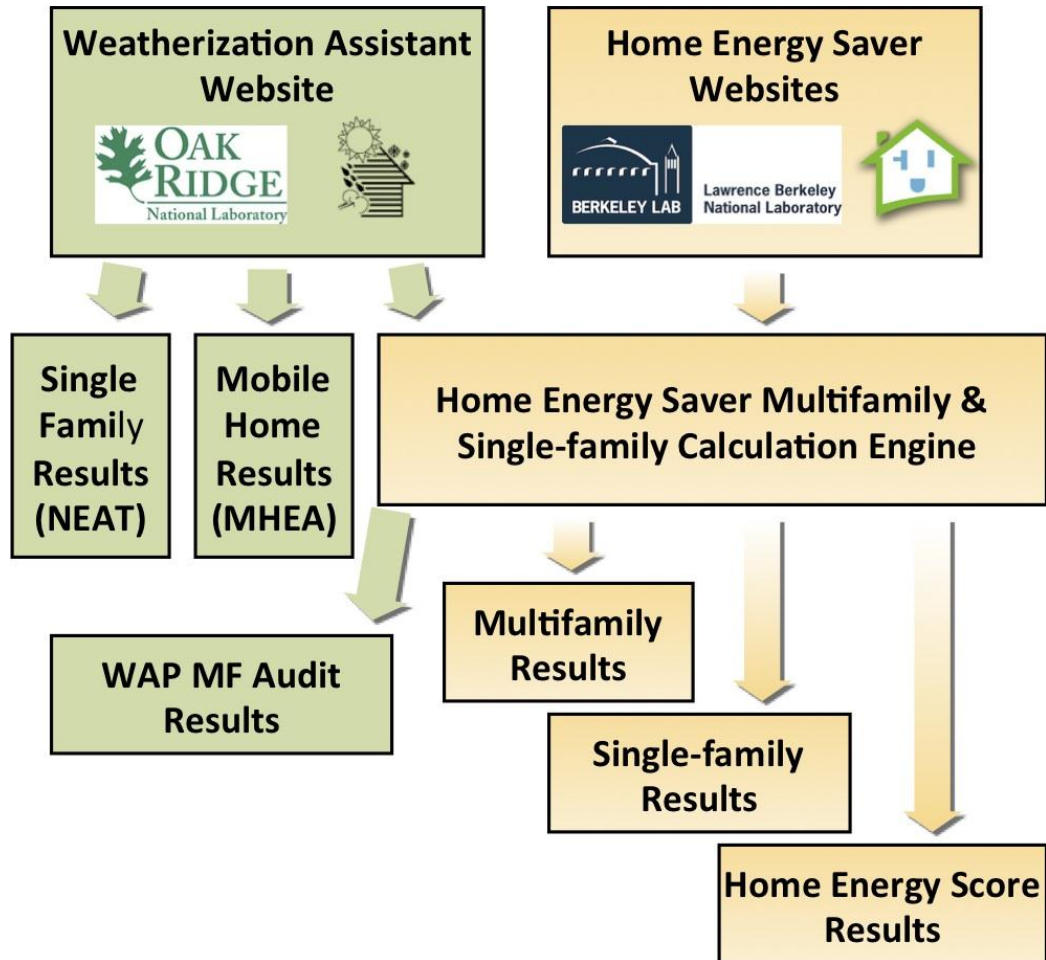 Weatherization Assistant
Website
OAK
RIDGE
National Laboratory
Home Energy Saver
Websites
BERKELEY LAB
Lawrence Berkeley
National Laboratory
Single
Family
Results
(NEAT)
Mobile
Home
Results
(MHEA)
Home Energy Saver Multifamily &
Single-family Calculation Engine
WAP MF Audit
Results
Multifamily
Results
Single-family
Results
Home Energy Score
Results